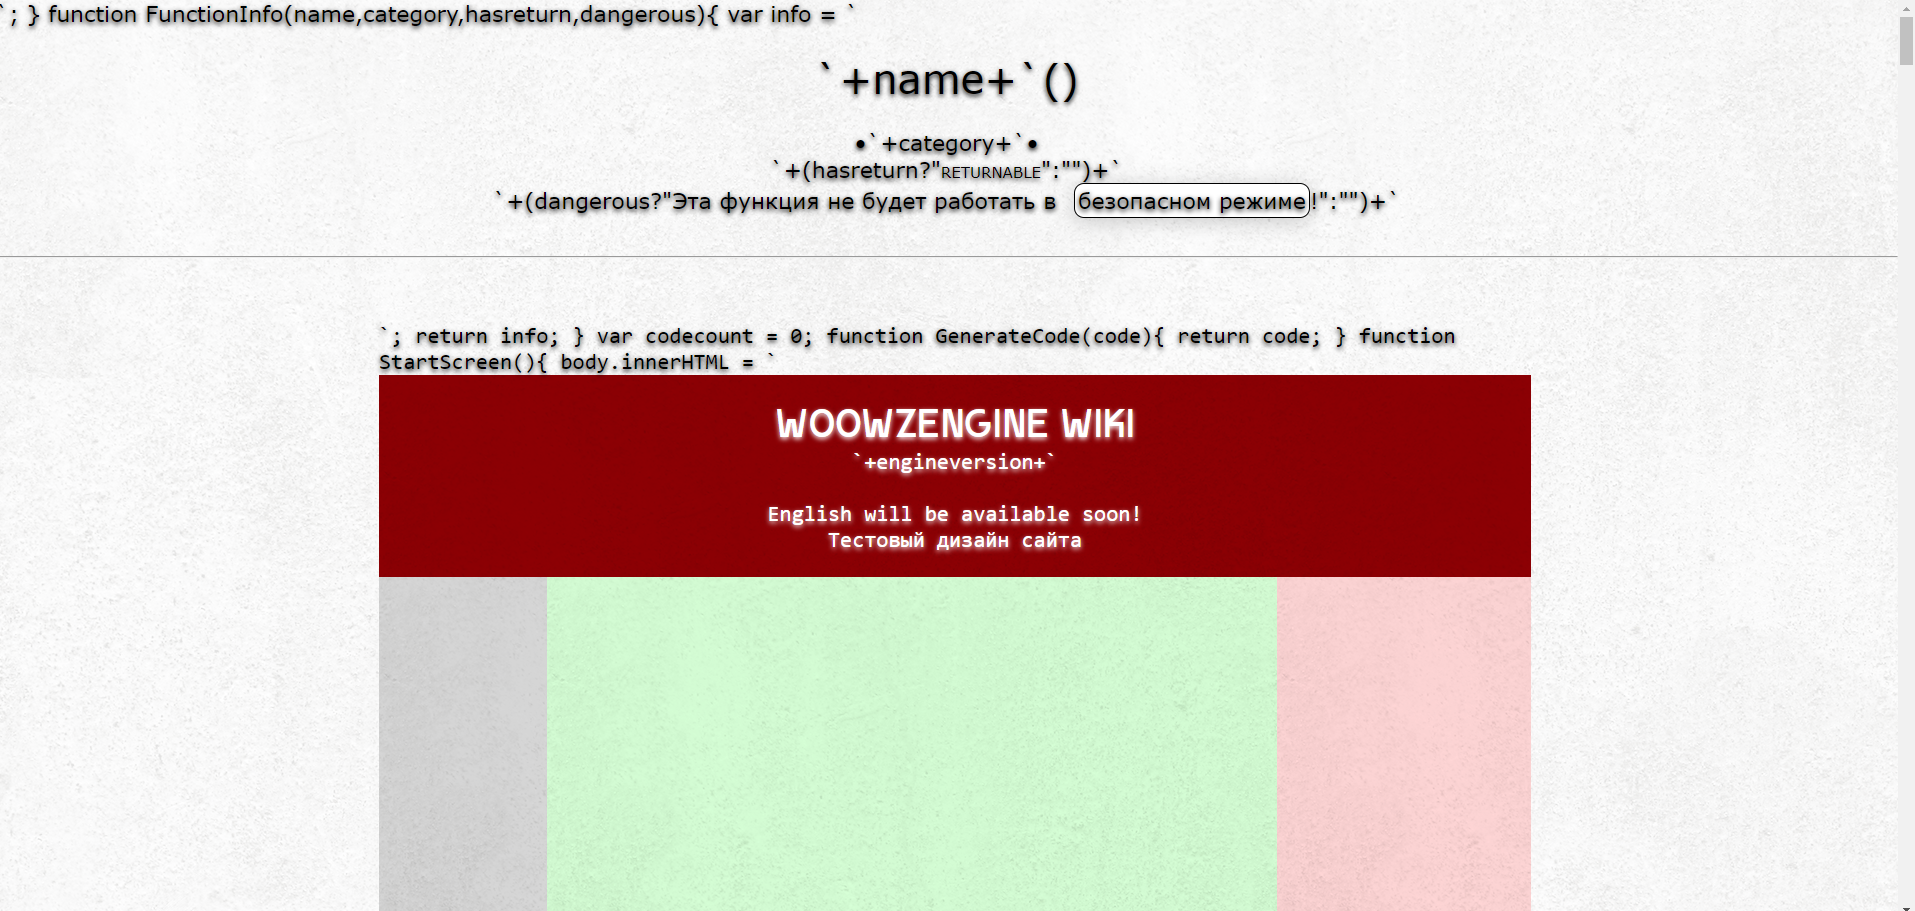 `; } function FunctionInfo(name,category,hasreturn,dangerous){ var info = `
`+name+`()
•`+category+`•
`+(hasreturn?"RETURNABLE":"")+`
`+(dangerous?"Эта функция не будет работать в безопасном режиме!":"")+`
`; return info; } var codecount = 0; function GenerateCode(code){ return code; } function
StartScreen(){ body.innerHTML = `
WOOWZENGINE WIKI
`+engineversion+`
English will be available soon!
Тестовый дизайн сайта